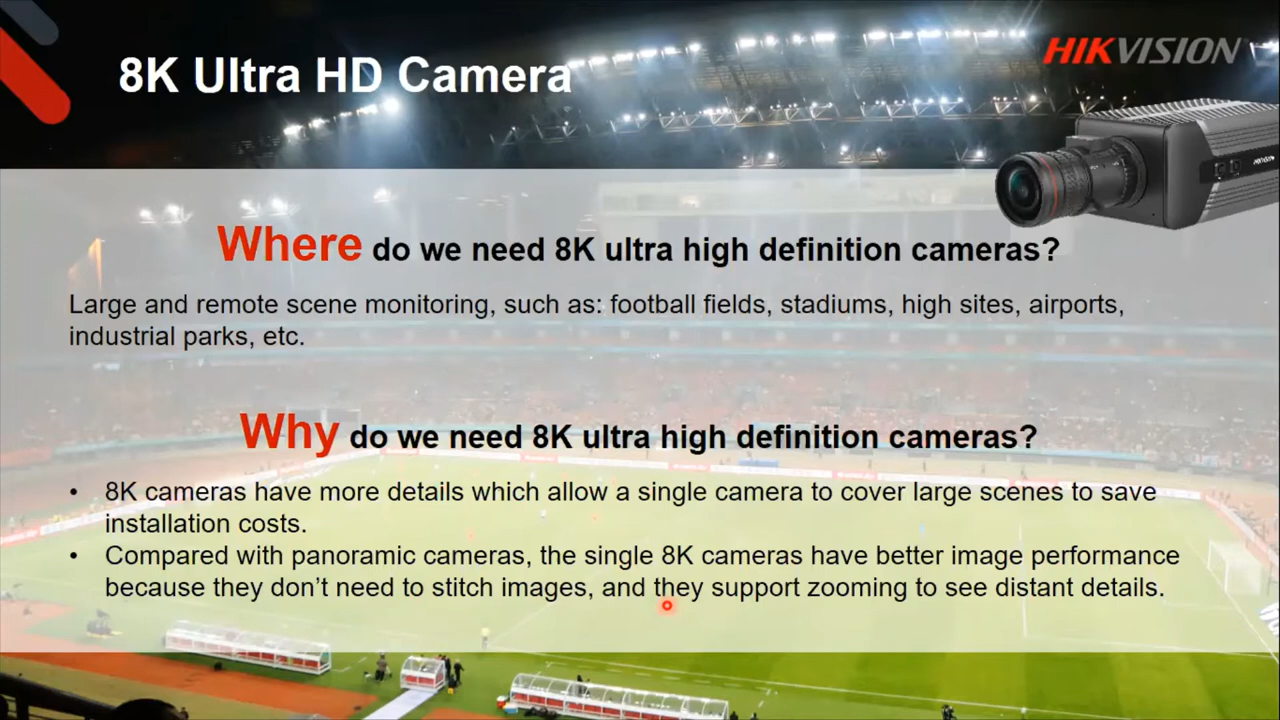 8K Ultra HD Camera
HIKVISION
Where do we need 8K ultra high definition cameras?
Large and remote scene monitoring, such as: football fields, stadiums, high sites, airports,
industrial parks, etc.
Why do we need 8K ultra high definition cameras?
• 8K cameras have more details which allow a single camera to cover large scenes to save
installation costs.
• Compared with panoramic cameras, the single 8K cameras have better image performance
because they don’t need to stitch images, and they support zooming to see distant details.